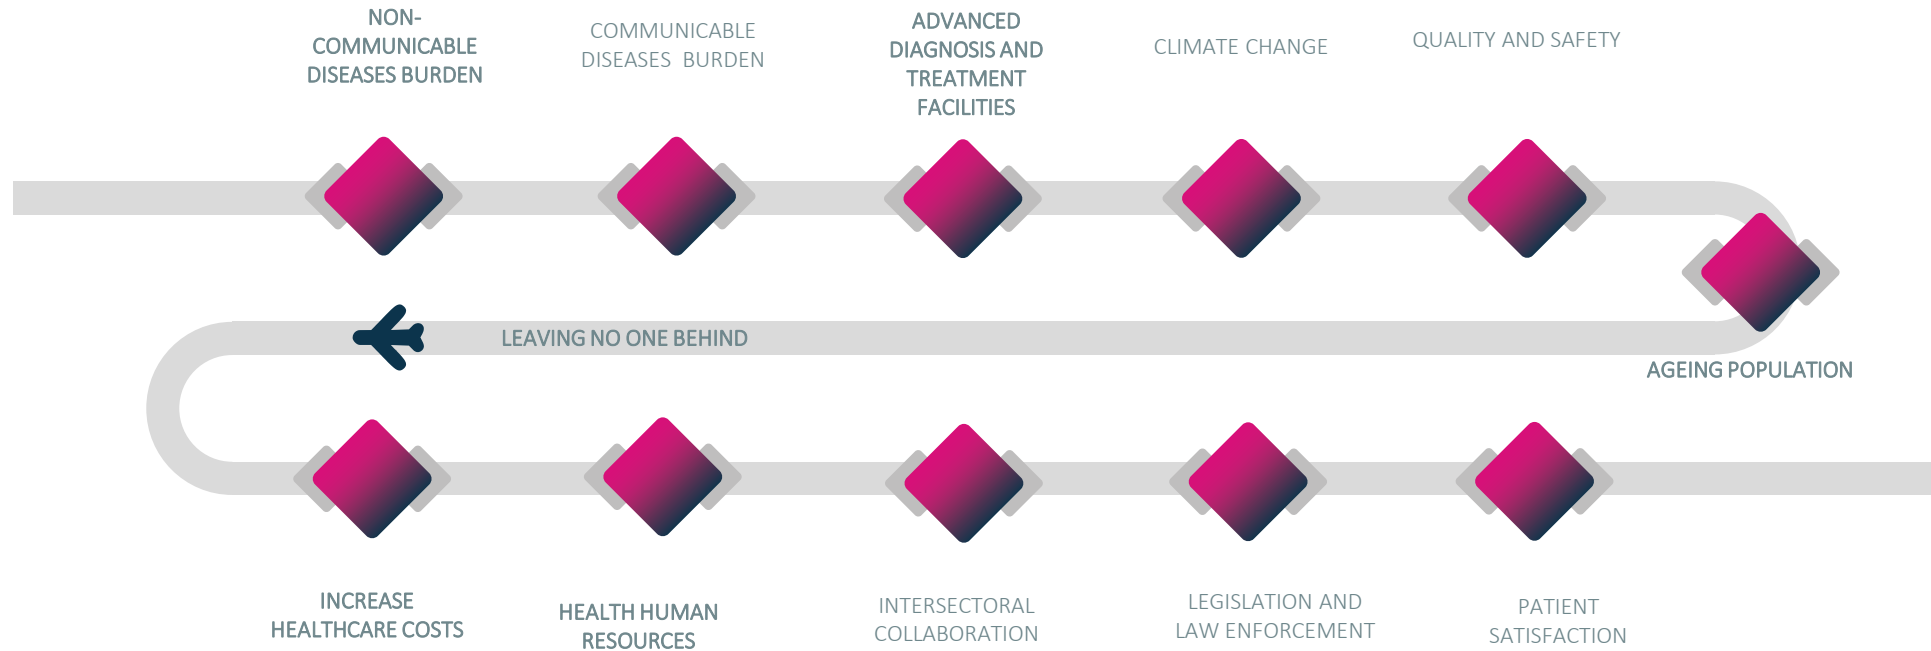 NON-
COMMUNICABLE
DISEASES BURDEN
COMMUNICABLE
DISEASES BURDEN
ADVANCED
DIAGNOSIS AND
TREATMENT
FACILITIES
CLIMATE CHANGE
QUALITY AND SAFETY
AGEING POPULATION
LEAVING NO ONE BEHIND
INCREASE
HEALTHCARE COSTS
HEALTH HUMAN
RESOURCES
INTERSECTORAL
COLLABORATION
LEGISLATION AND
LAW ENFORCEMENT
PATIENT
SATISFACTION